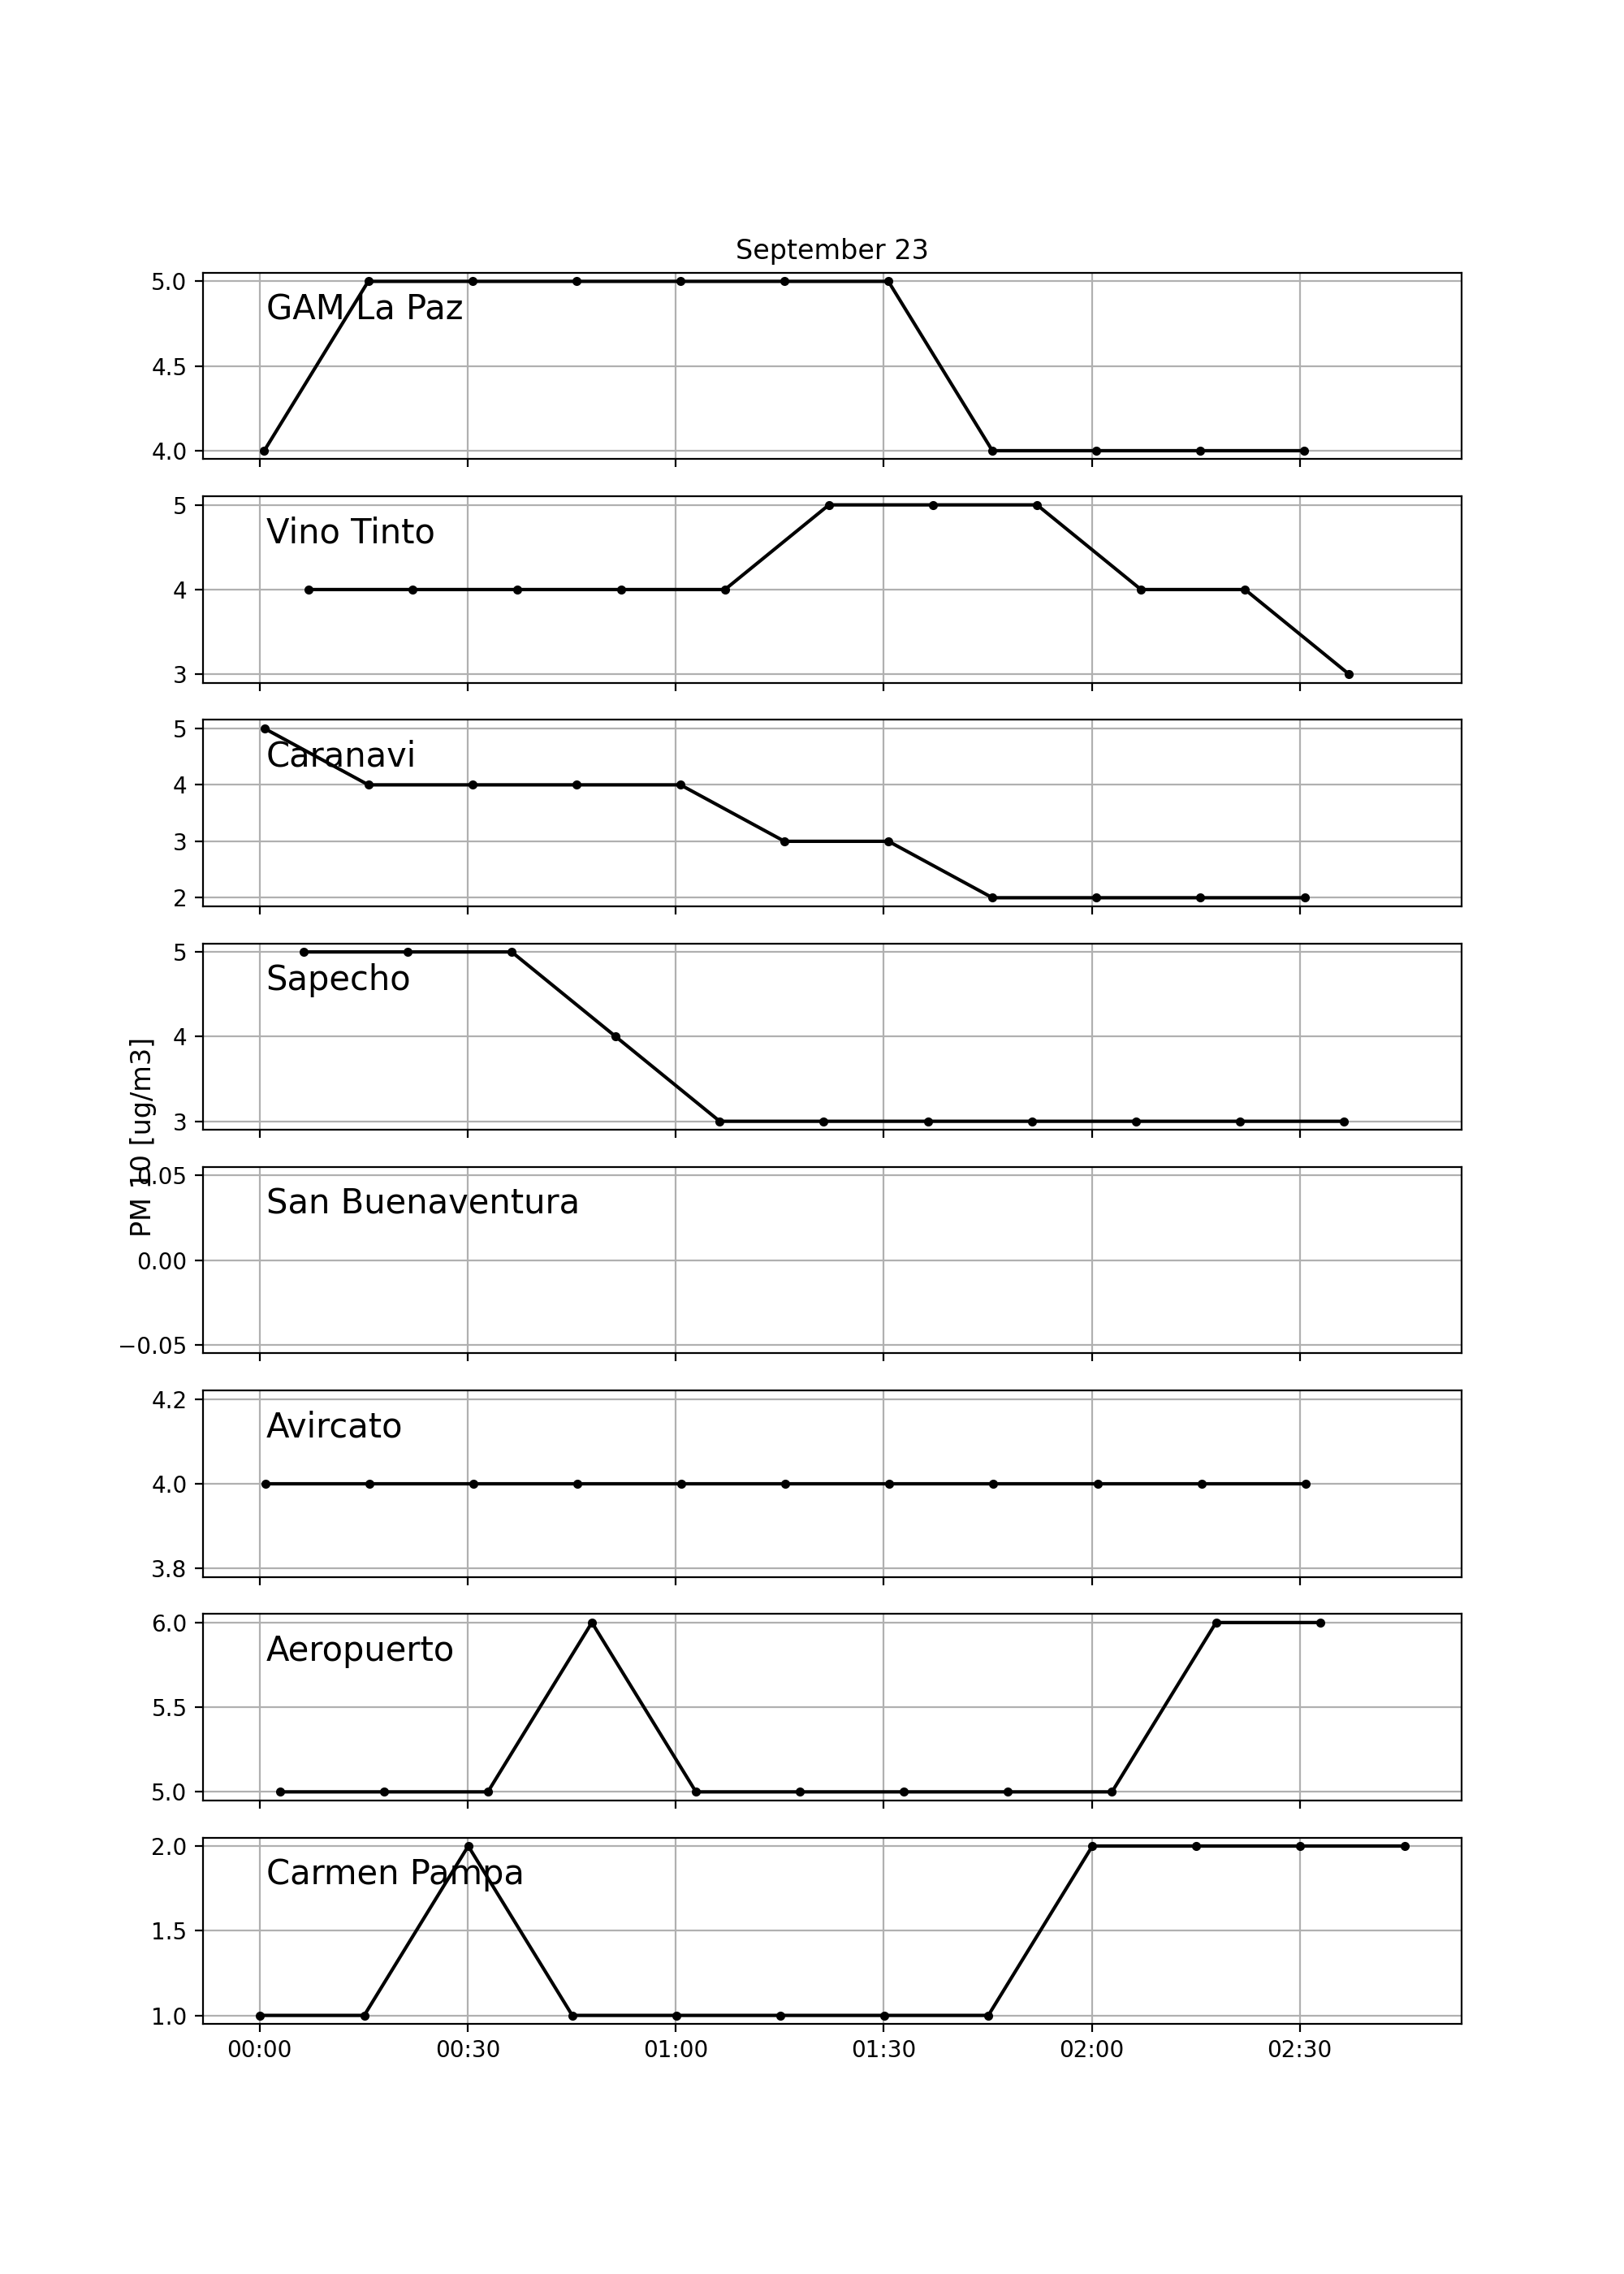 September 23
5.0
GAM La Paz
4.5
4.0
5
Vino Tinto
4
3
5
Caranavi
4
3
2
5
Sapecho
4
3
PM 10 [ug/m3]
0.05
San Buenaventura
0.00
−0.05
4.2
Avircato
4.0
3.8
6.0
Aeropuerto
5.5
5.0
2.0
Carmen Pampa
1.5
1.0
00:00 00:30 01:00 01:30 02:00 02:30